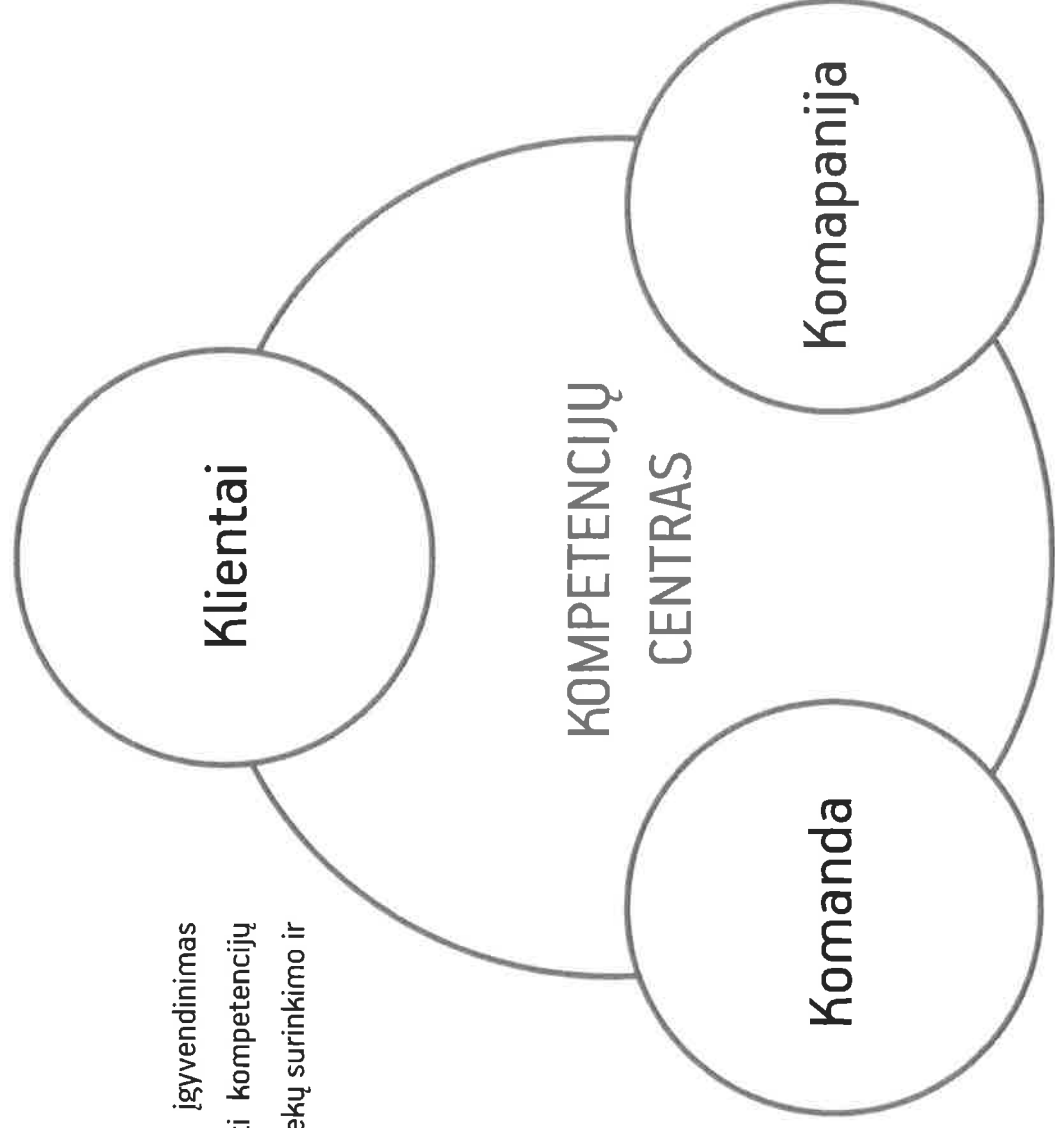 įgyvendinimas
kompetencijų
surinkimo ir
Klientai
KOMPETENCIJŲ
CENTRAS
Komanda
Komapanija